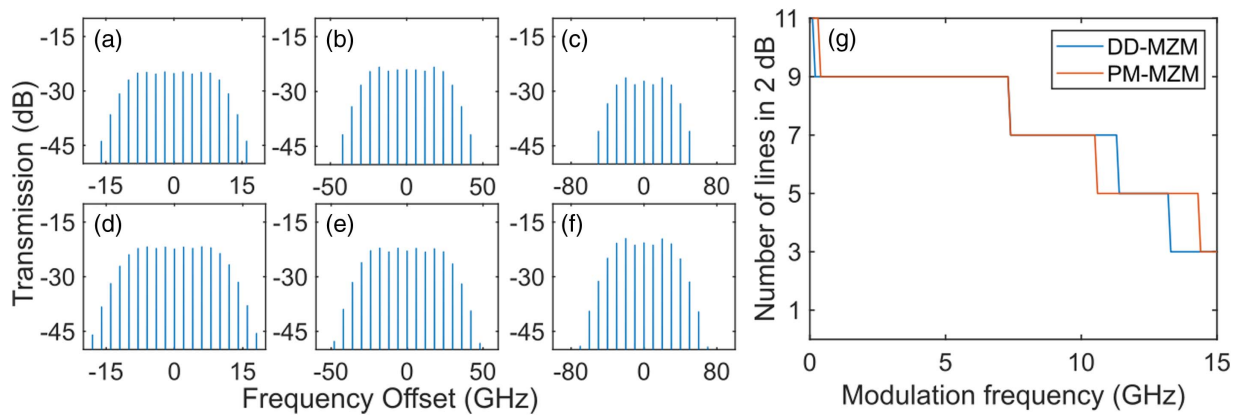 (a) (b) (c)
-15 -15 -15
-30 -30 -30
-45 -45 -45
-15 0 15 -50 0 50 -80 0 80
(d) (e) (f)
-15 -15 -15
-30 -30 -30
-45 -45 -45
-15 0 15 -50 0 50 -80 0 80
Transmission (dB)
Frequency Offset (GHz)
(g)
DD-MZM
PM-MZM
11
9
7
5
3
1
0 5 10 15
Number of lines in 2 dB
Modulation frequency (GHz)